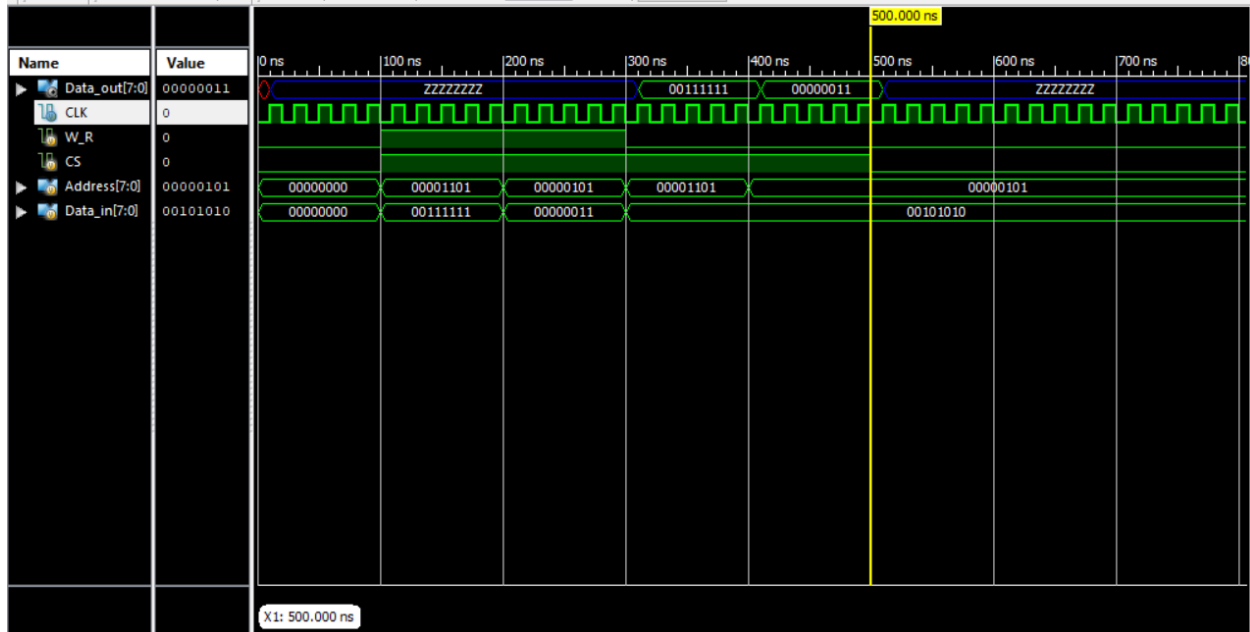 500.000 ns
Name Value
0 ns 100 ns 200 ns 300 ns 400 ns 500 ns 600 ns 700 ns 8
Data_out[7:0] 00000011 ZZZZZZZZ 00111111 00000011 ZZZZZZZZ
CLK 0
W_R 0
CS 0
Address[7:0] 00000101 00000000 00001101 00000101 00001101 00000101
Data_in[7:0] 00101010 00000000 00111111 00000011 00101010
X1: 500.000 ns